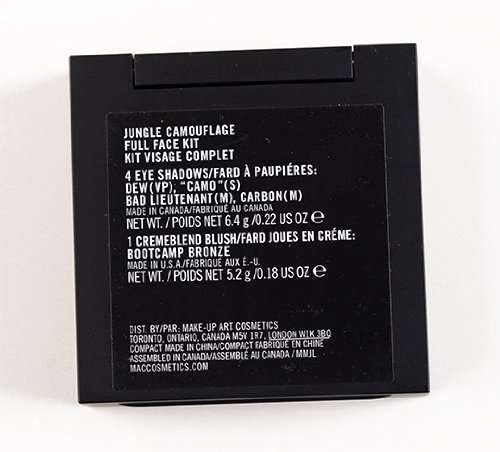 JUNGLE CAMOUFLAGE
FULL FACE KIT
KIT VISAGE COMPLET
4 EYE SHADOWS/FARD À PAUPIÉRES:
DEW(VP), "CAMO"(S)
BAD LIEUTENANT(M), CARBON(M)
MADE IN CANADA/FABRIQUÉ AU CANADA
NET WT. / POIDS NET 6.4 g /0.22 US OZ ℮
1 CREMEBLEND BLUSH/FARD JOUES EN CRÉME:
BOOTCAMP BRONZE
MADE IN U.S.A./FABRIQUÉ AUX É.-U.
NET WT. / POIDS NET 5.2 g /0.18 US OZ ℮
DIST. BY/PAR: MAKE-UP ART COSMETICS
TORONTO, ONTARIO, CANADA M5V 1R7, LONDON W1K 3BQ
COMPACT MADE IN CHINA/COMPACT FABRIQUÉ EN CHINE
ASSEMBLED IN CANADA/ASSEMBLÉ AU CANADA / MMJL
MACCOSMETICS.COM